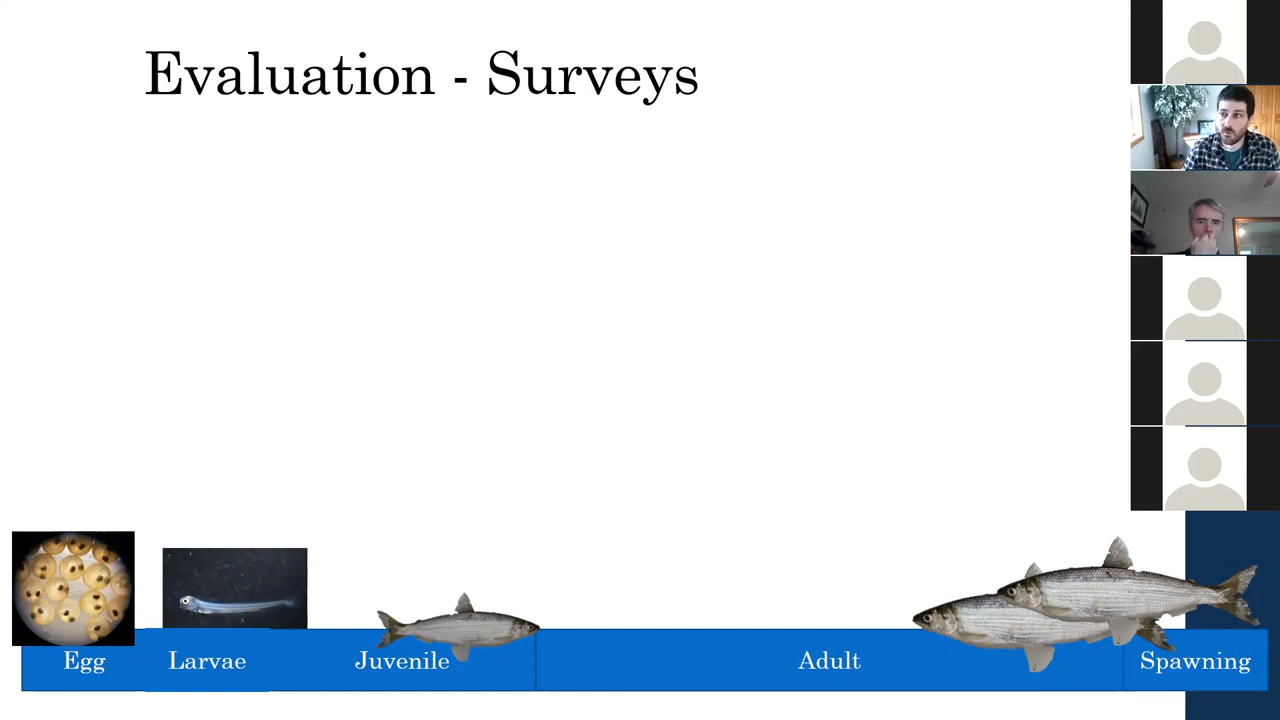 Evaluation - Surveys
Egg
Larvae
Juvenile
Adult
Spawning